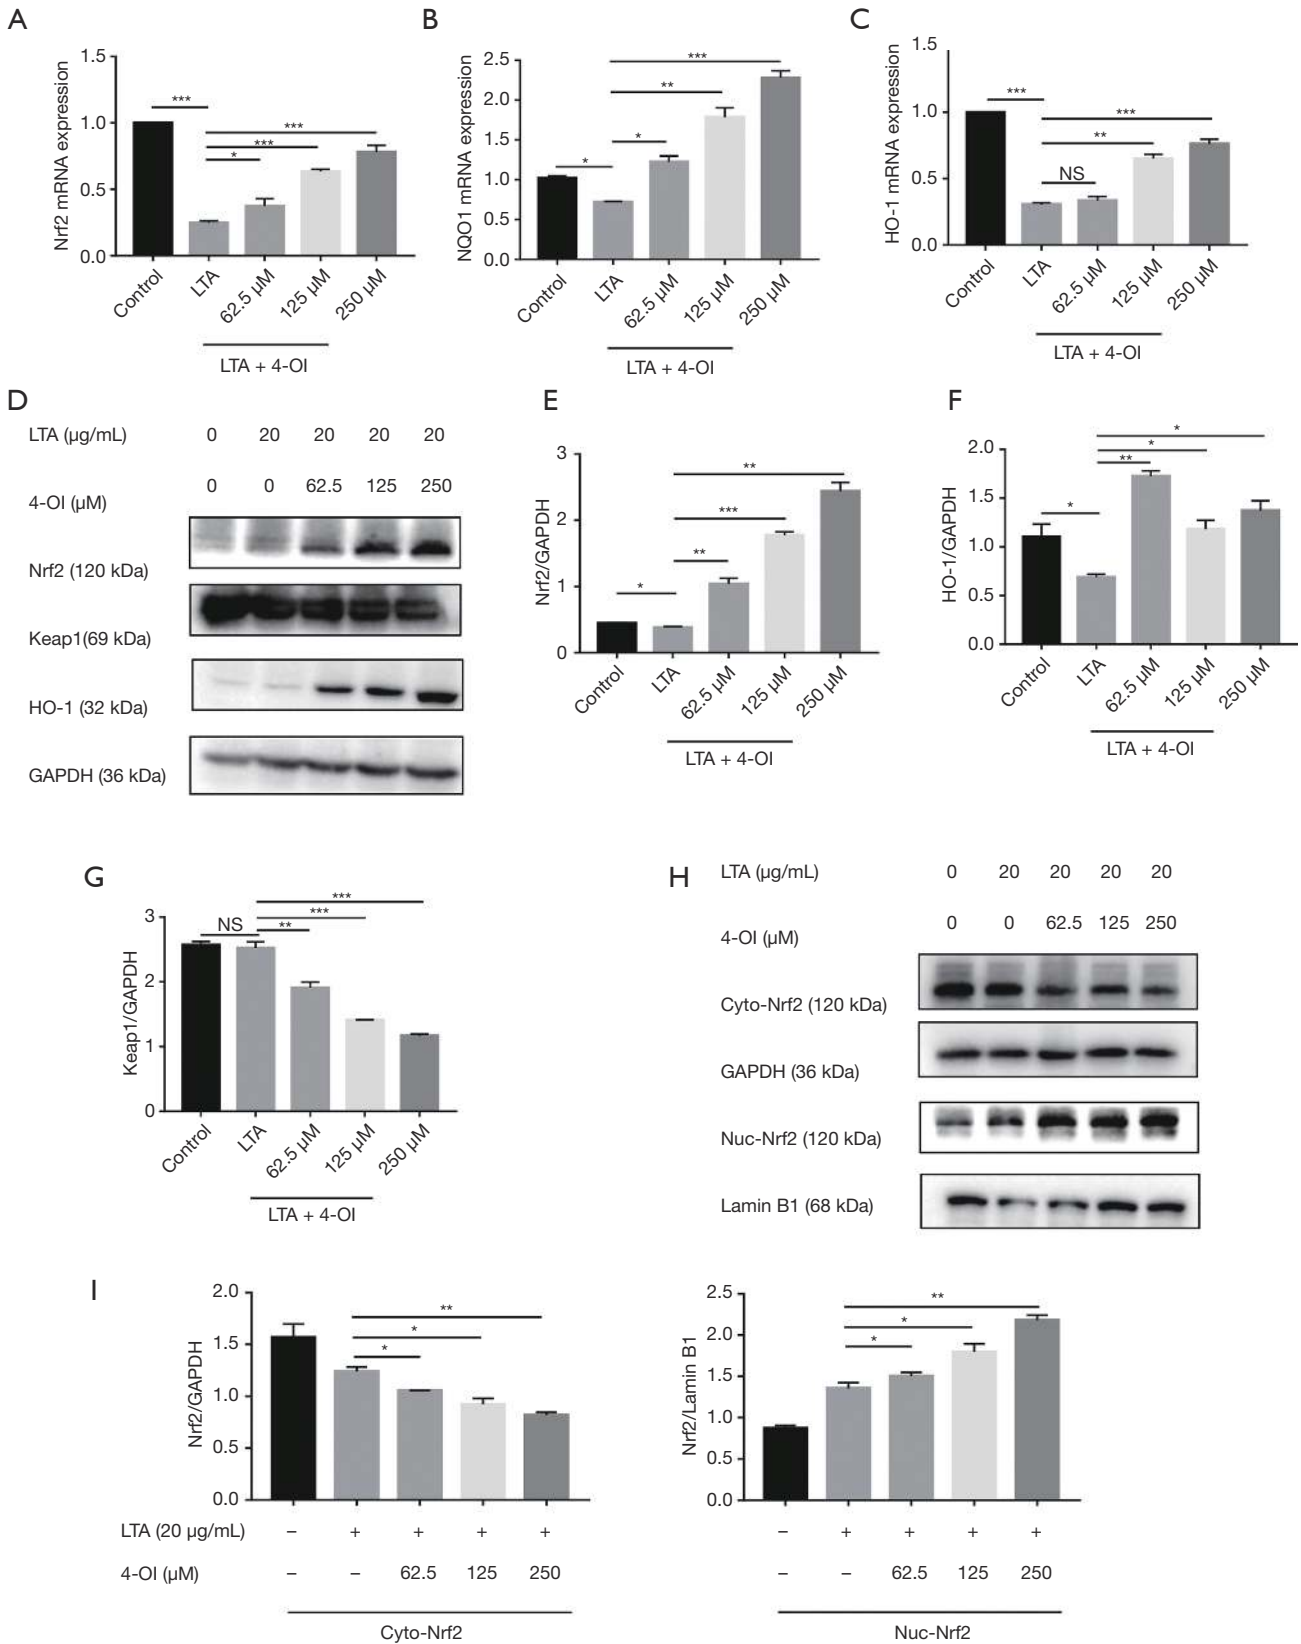 A
Nrf2 mRNA expression
1.5
1.0
0.5
0.0
***
*
***
***
Control
LTA
62.5 µM
125 µM
250 µM
LTA + 4-OI
B
NQO1 mRNA expression
2.5
2.0
1.5
1.0
0.5
0.0
*
*
**
***
Control
LTA
62.5 µM
125 µM
250 µM
LTA + 4-OI
C
HO-1 mRNA expression
1.5
1.0
0.5
0.0
***
NS
**
***
Control
LTA
62.5 µM
125 µM
250 µM
LTA + 4-OI
D
LTA (µg/mL) 0 20 20 20 20
4-OI (µM) 0 0 62.5 125 250
Nrf2 (120 kDa)
Keap1(69 kDa)
HO-1 (32 kDa)
GAPDH (36 kDa)
E
Nrf2/GAPDH
3
2
1
0
*
**
***
**
Control
LTA
62.5 µM
125 µM
250 µM
LTA + 4-OI
F
HO-1/GAPDH
2.0
1.5
1.0
0.5
0.0
*
**
*
*
Control
LTA
62.5 µM
125 µM
250 µM
LTA + 4-OI
G
Keap1/GAPDH
3
2
1
0
NS
**
***
***
Control
LTA
62.5 µM
125 µM
250 µM
LTA + 4-OI
H
LTA (µg/mL) 0 20 20 20 20
4-OI (µM) 0 0 62.5 125 250
Cyto-Nrf2 (120 kDa)
GAPDH (36 kDa)
Nuc-Nrf2 (120 kDa)
Lamin B1 (68 kDa)
I
Nrf2/GAPDH
2.0
1.5
1.0
0.5
0.0
*
*
**
LTA (20 µg/mL) – + + + +
4-OI (µM) – – 62.5 125 250
Cyto-Nrf2
Nrf2/Lamin B1
2.5
2.0
1.5
1.0
0.5
0.0
*
*
**
– + + + +
– – 62.5 125 250
Nuc-Nrf2